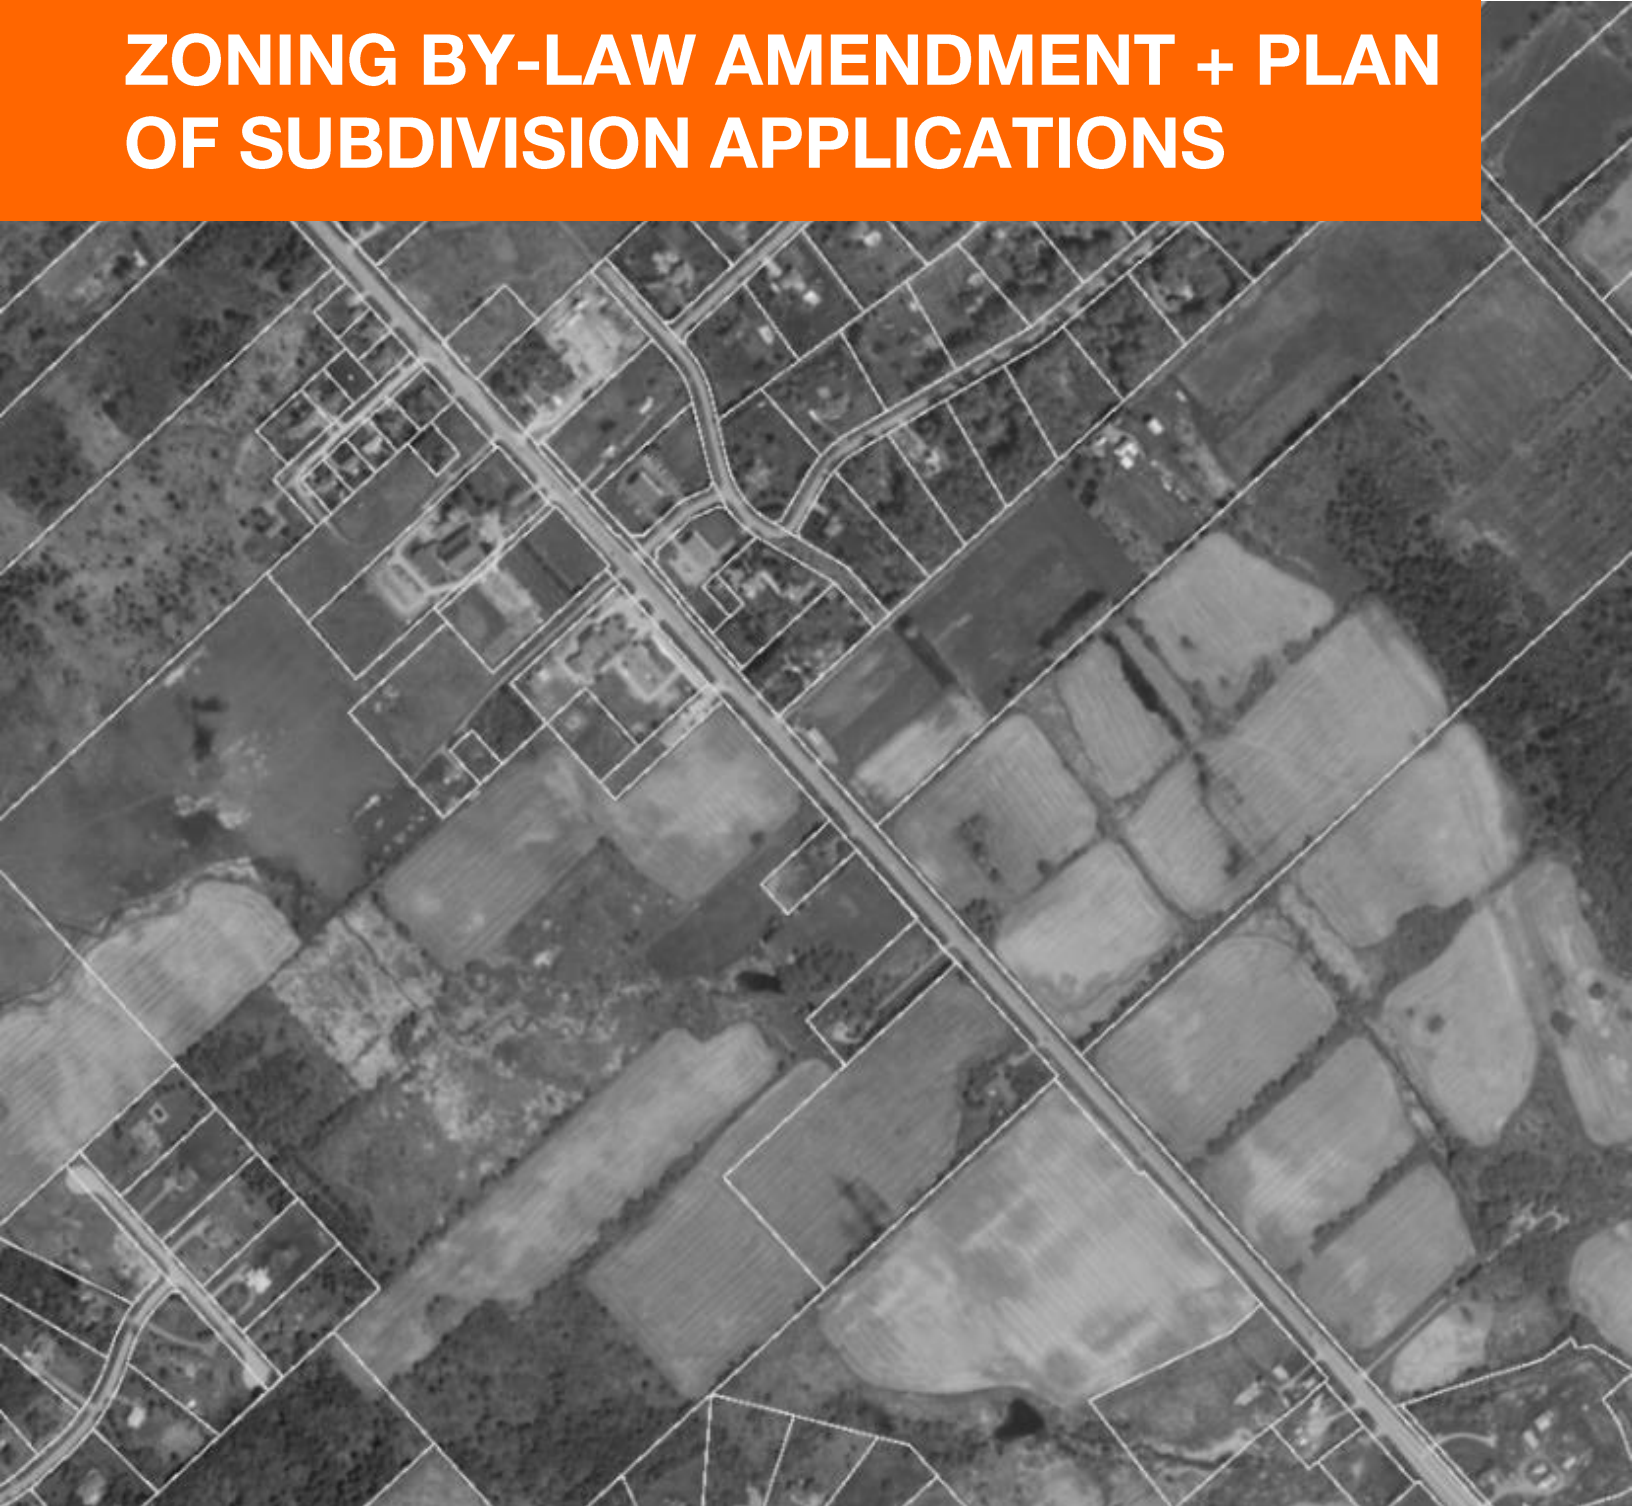 ZONING BY-LAW AMENDMENT + PLAN
OF SUBDIVISION APPLICATIONS